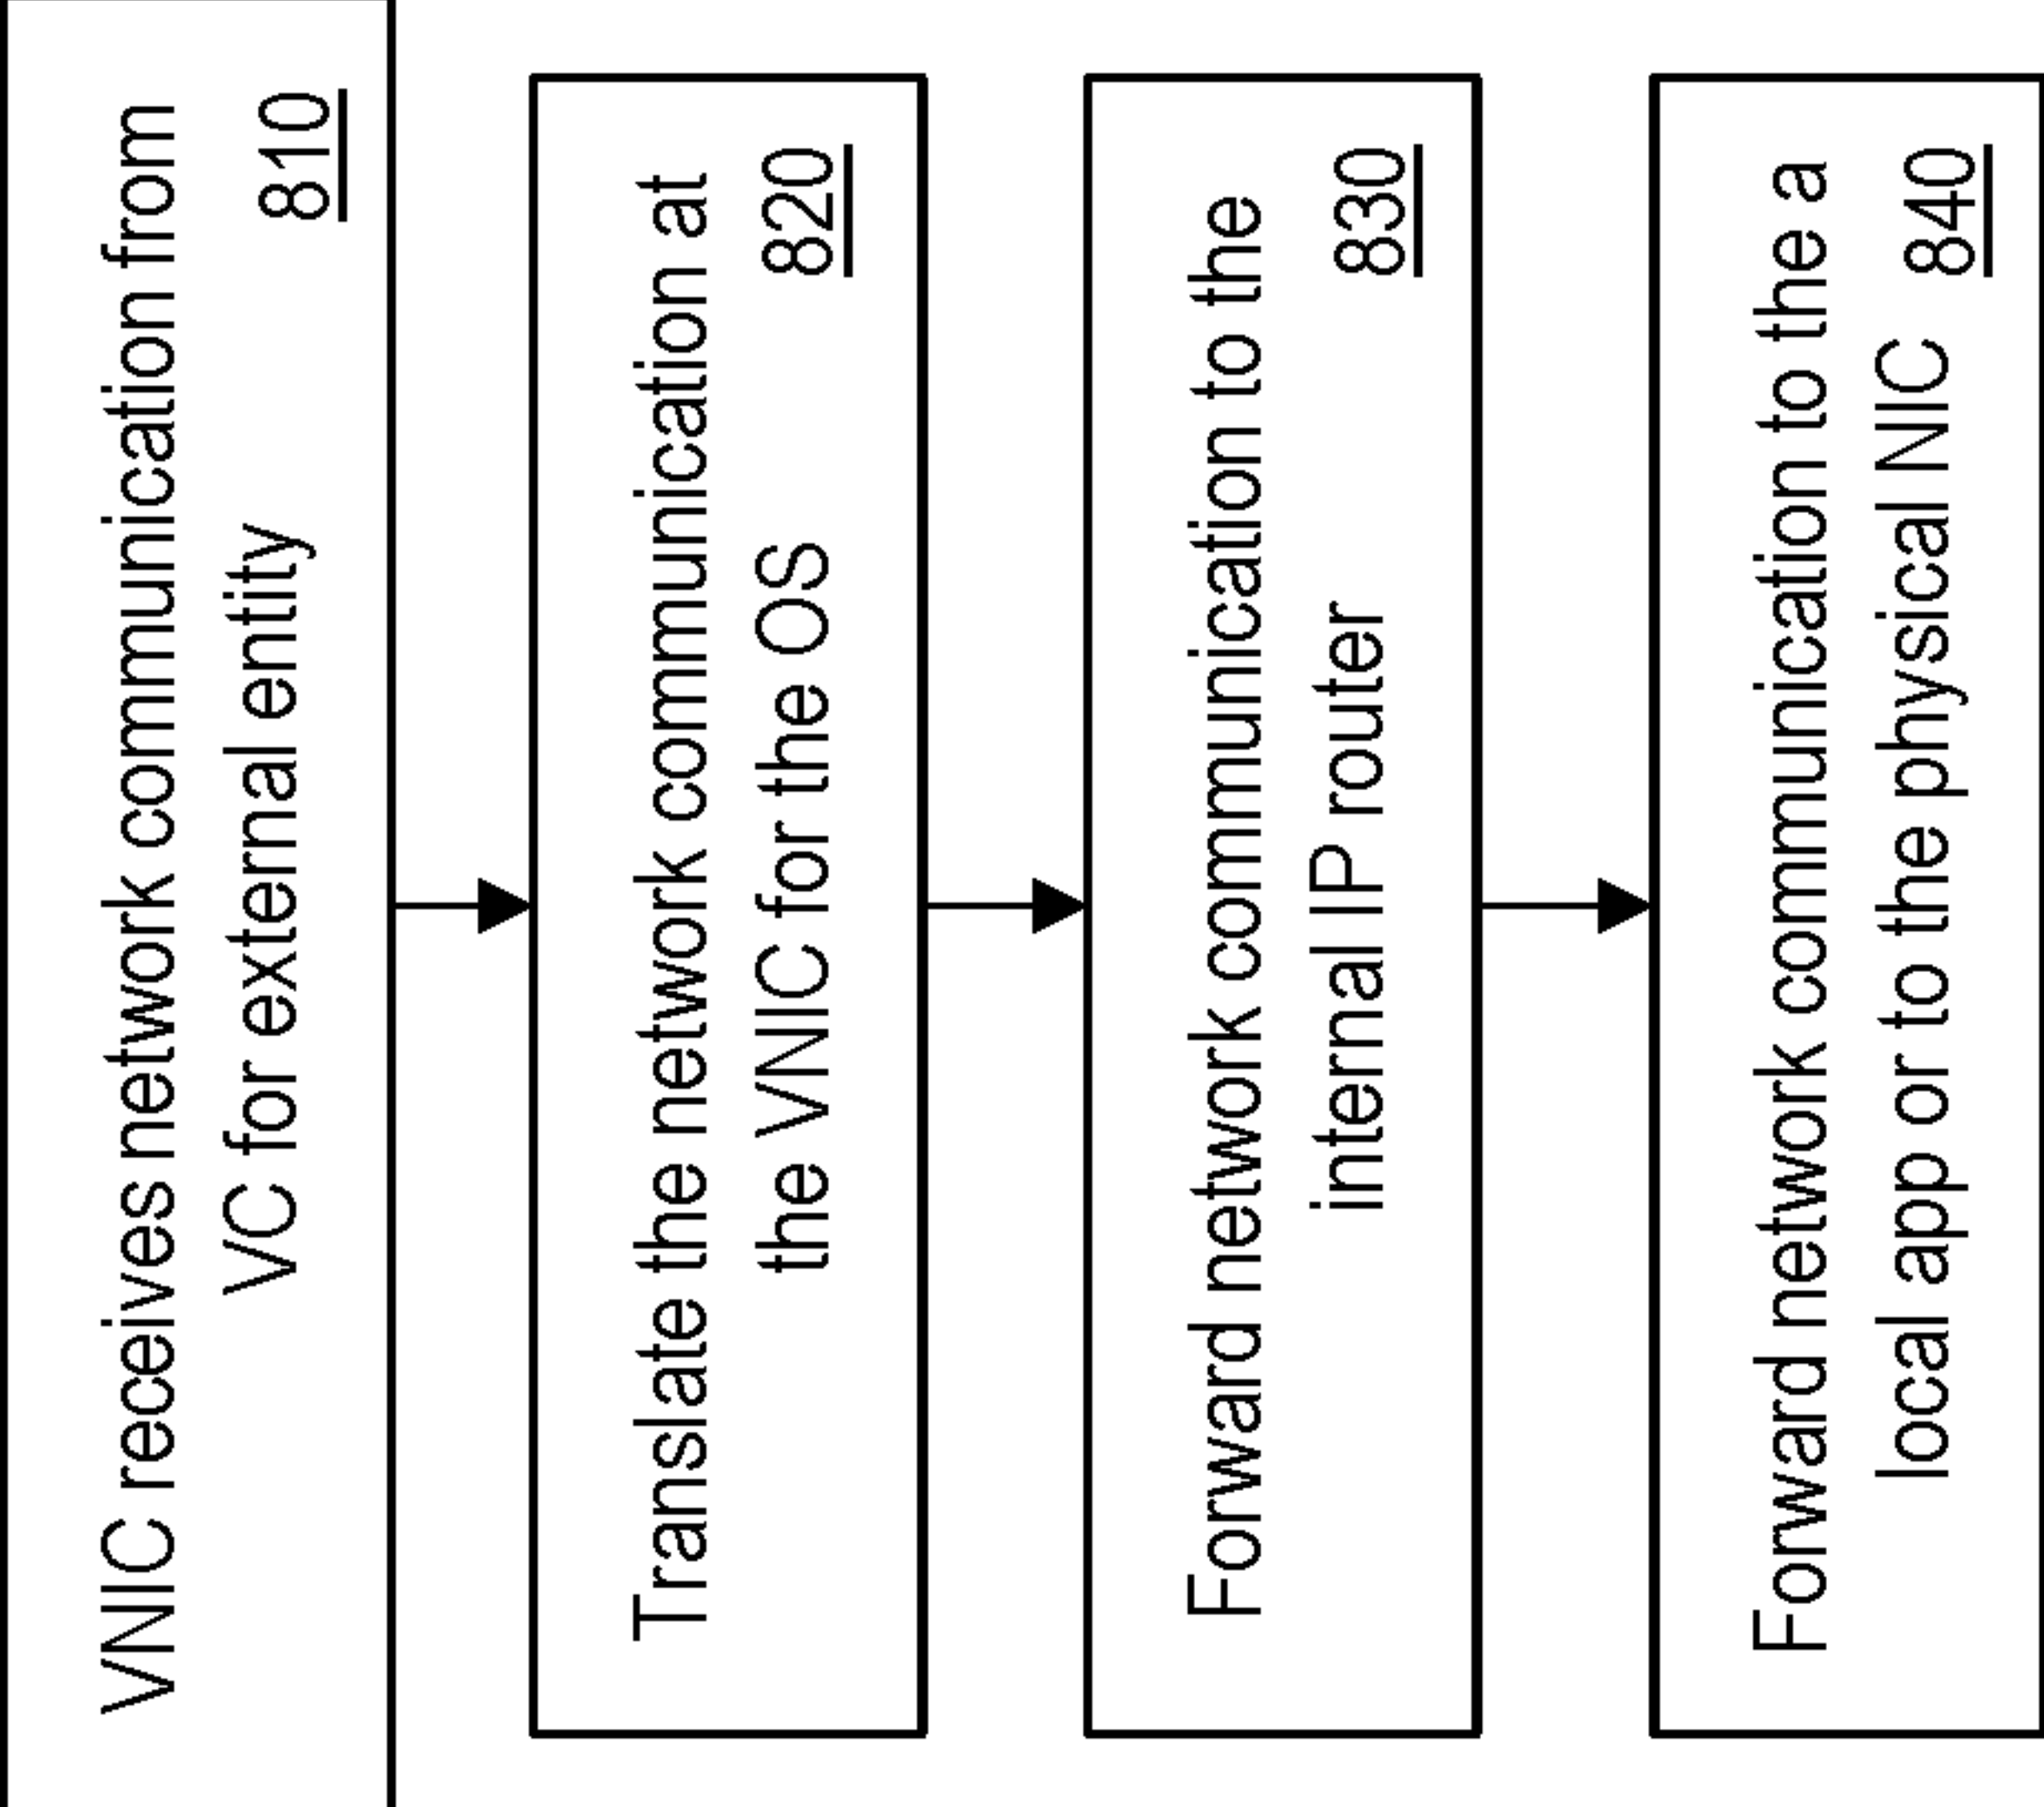 VNIC receives network communication from
VC for external entity
810
Translate the network communication at
the VNIC for the OS
820
Forward network communication to the
internal IP router
830
Forward network communication to the a
local app or to the physical NIC
840